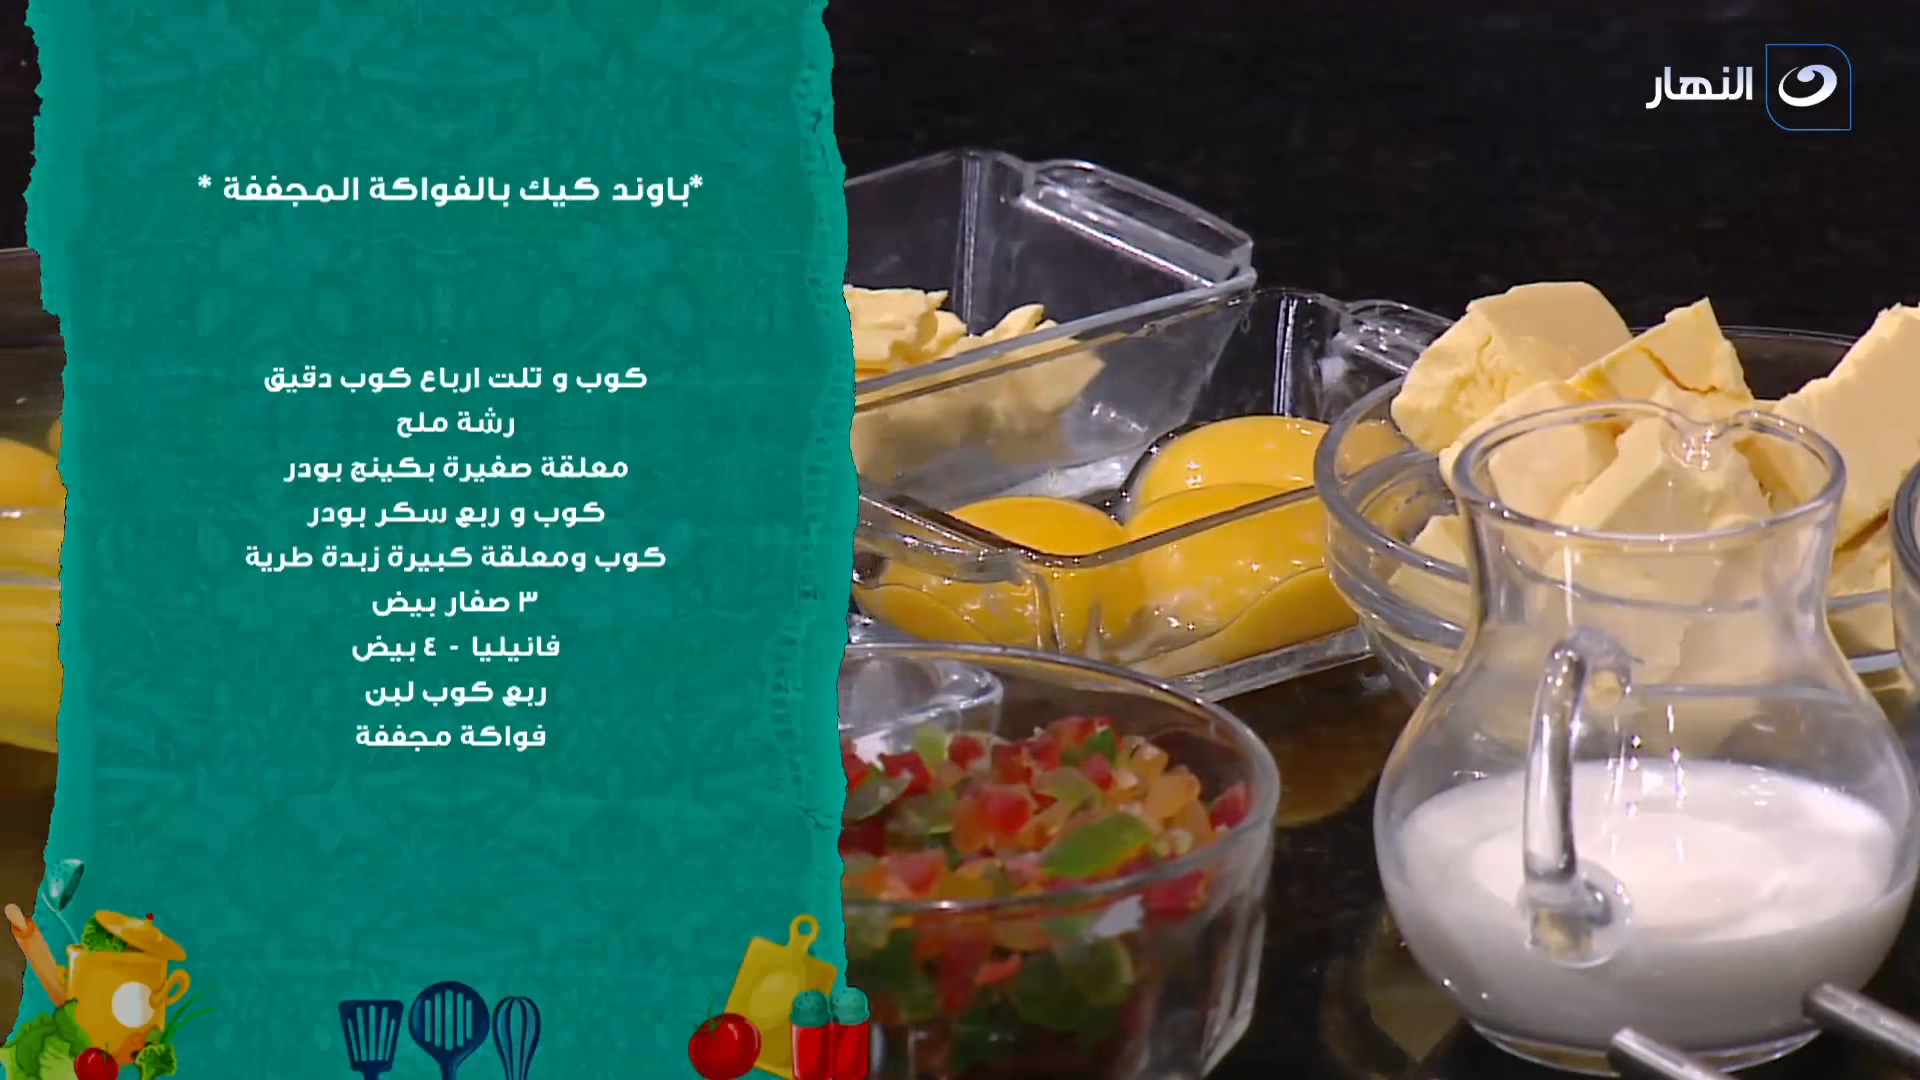 النهار
*باوند كيك بالفواكة المجففة *
كوب و تلت ارباع كوب دقيق
رشة ملح
معلقة صغيرة بكينج بودر
كوب و ربع سكر بودر
كوب ومعلقة كبيرة زبدة طرية
٣ صفار بيض
فانيليا - ٤ بيض
ربع كوب لبن
فواكة مجففة